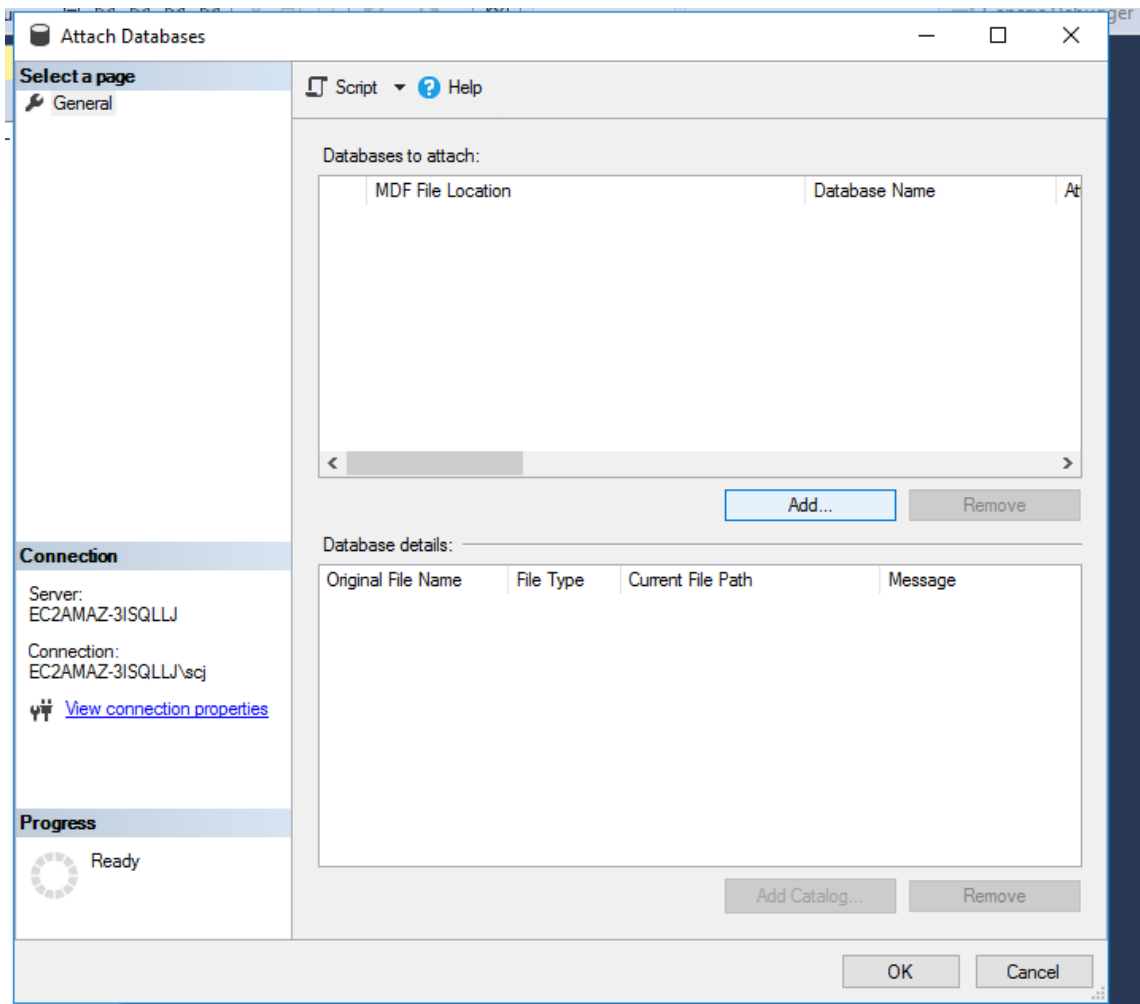 Attach Databases
Select a page
General
Script
Help
Databases to attach:
MDF File Location Database Name At
Add... Remove
Database details:
Original File Name File Type Current File Path Message
Connection
Server:
EC2AMAZ-3ISQLLJ
Connection:
EC2AMAZ-3ISQLLJ\scj
View connection properties
Progress
Ready
Add Catalog... Remove
OK Cancel